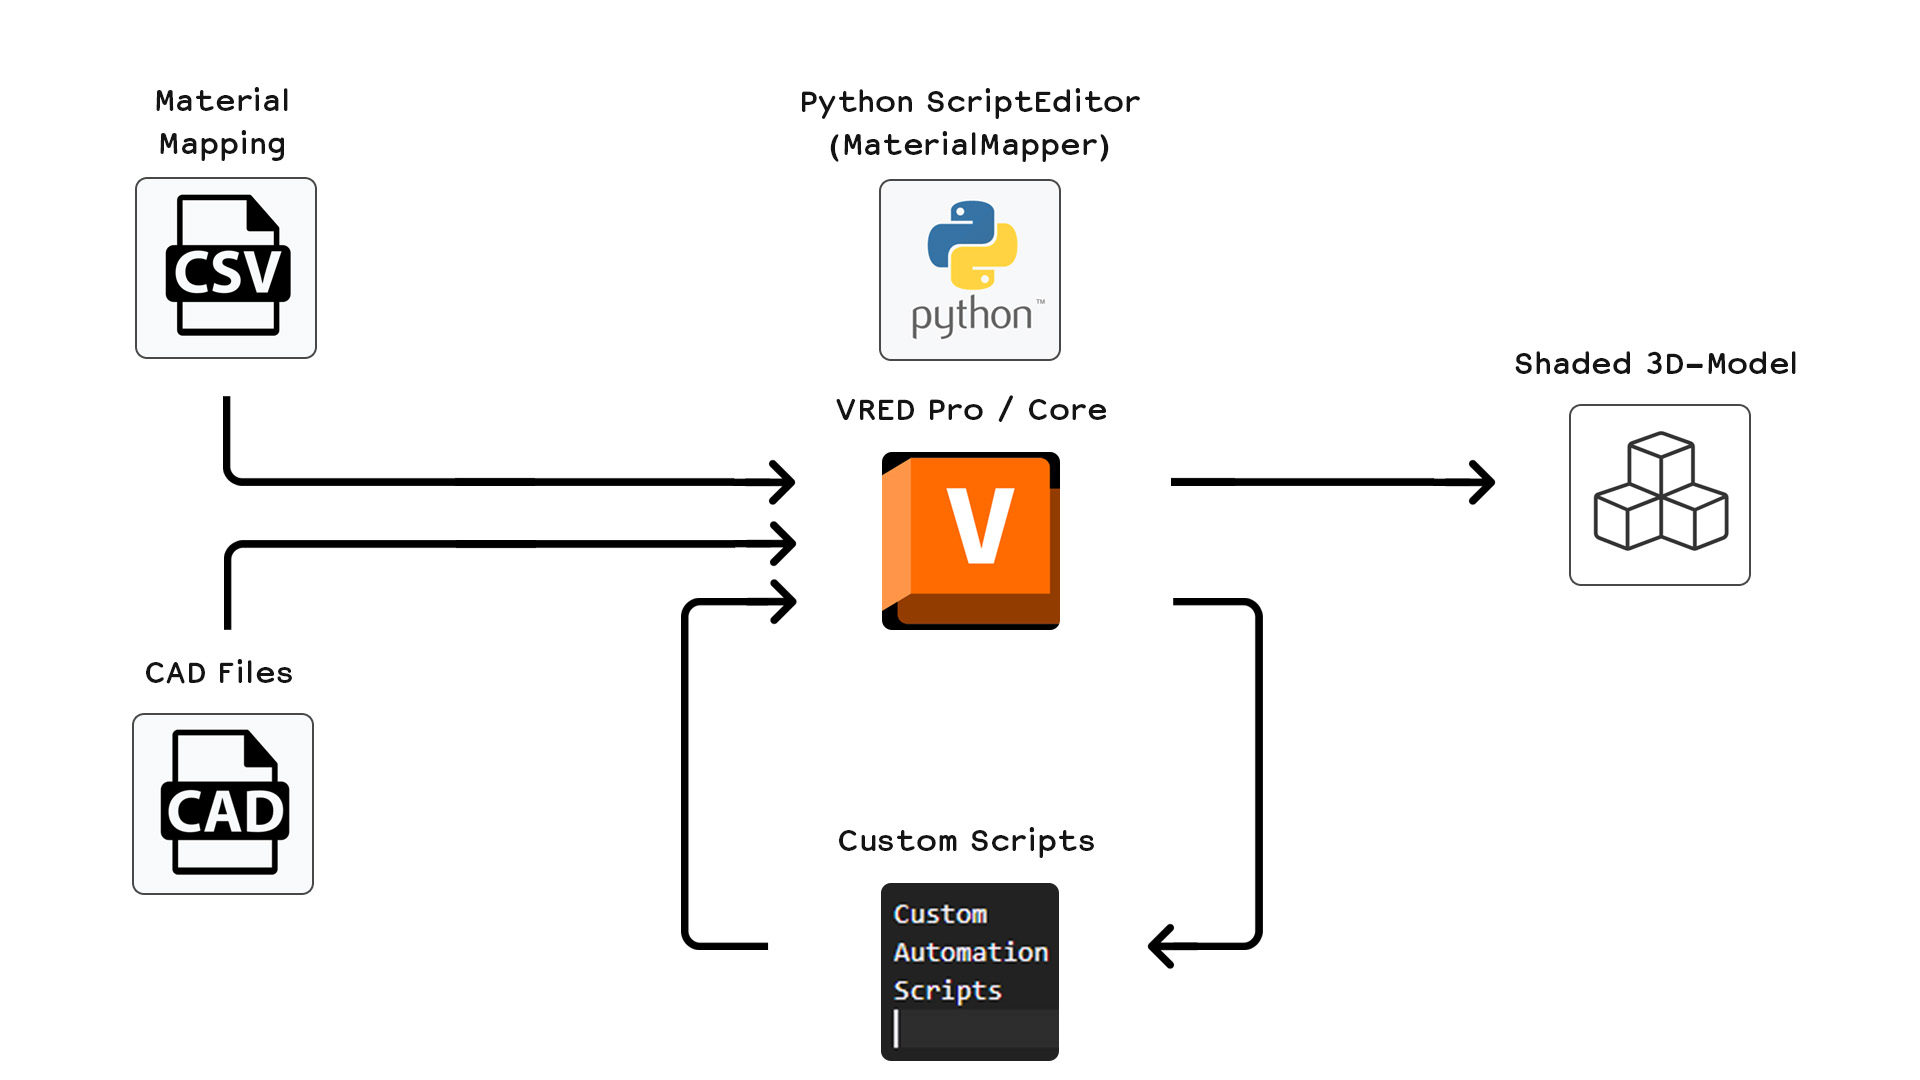 Material
Mapping
CSV
Python ScriptEditor
(MaterialMapper)
python™
VRED Pro / Core
V
Shaded 3D-Model
CAD Files
CAD
Custom Scripts
Custom
Automation
Scripts